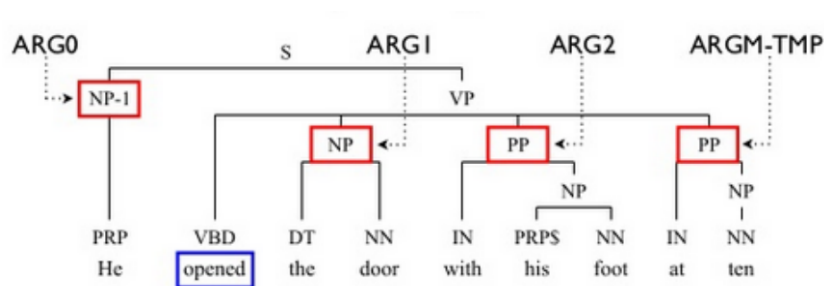 ARG0 S ARG1 ARG2 ARGM-TMP
NP-1 VP
NP PP PP
NP NP
PRP VBD DT NN IN PRP$ NN IN NN
He opened the door with his foot at ten